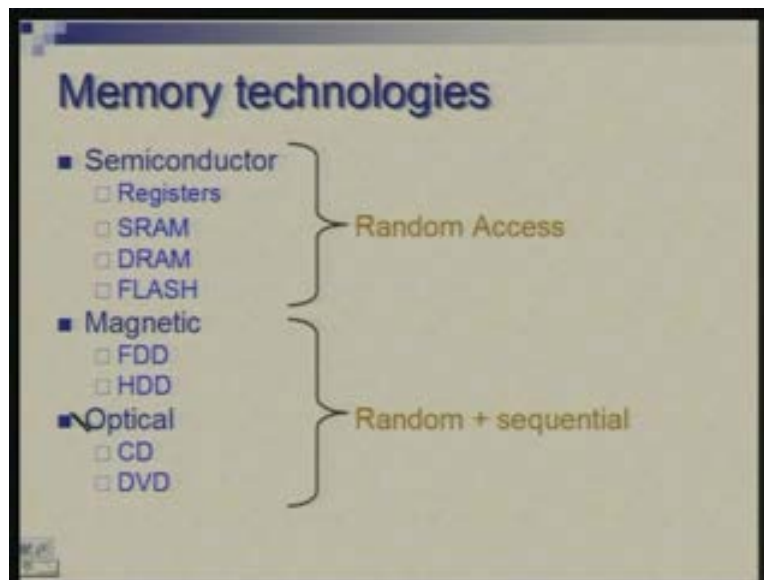 Memory technologies
Semiconductor
Registers
SRAM
DRAM
FLASH
Random Access
Magnetic
FDD
HDD
Optical
CD
DVD
Random + sequential